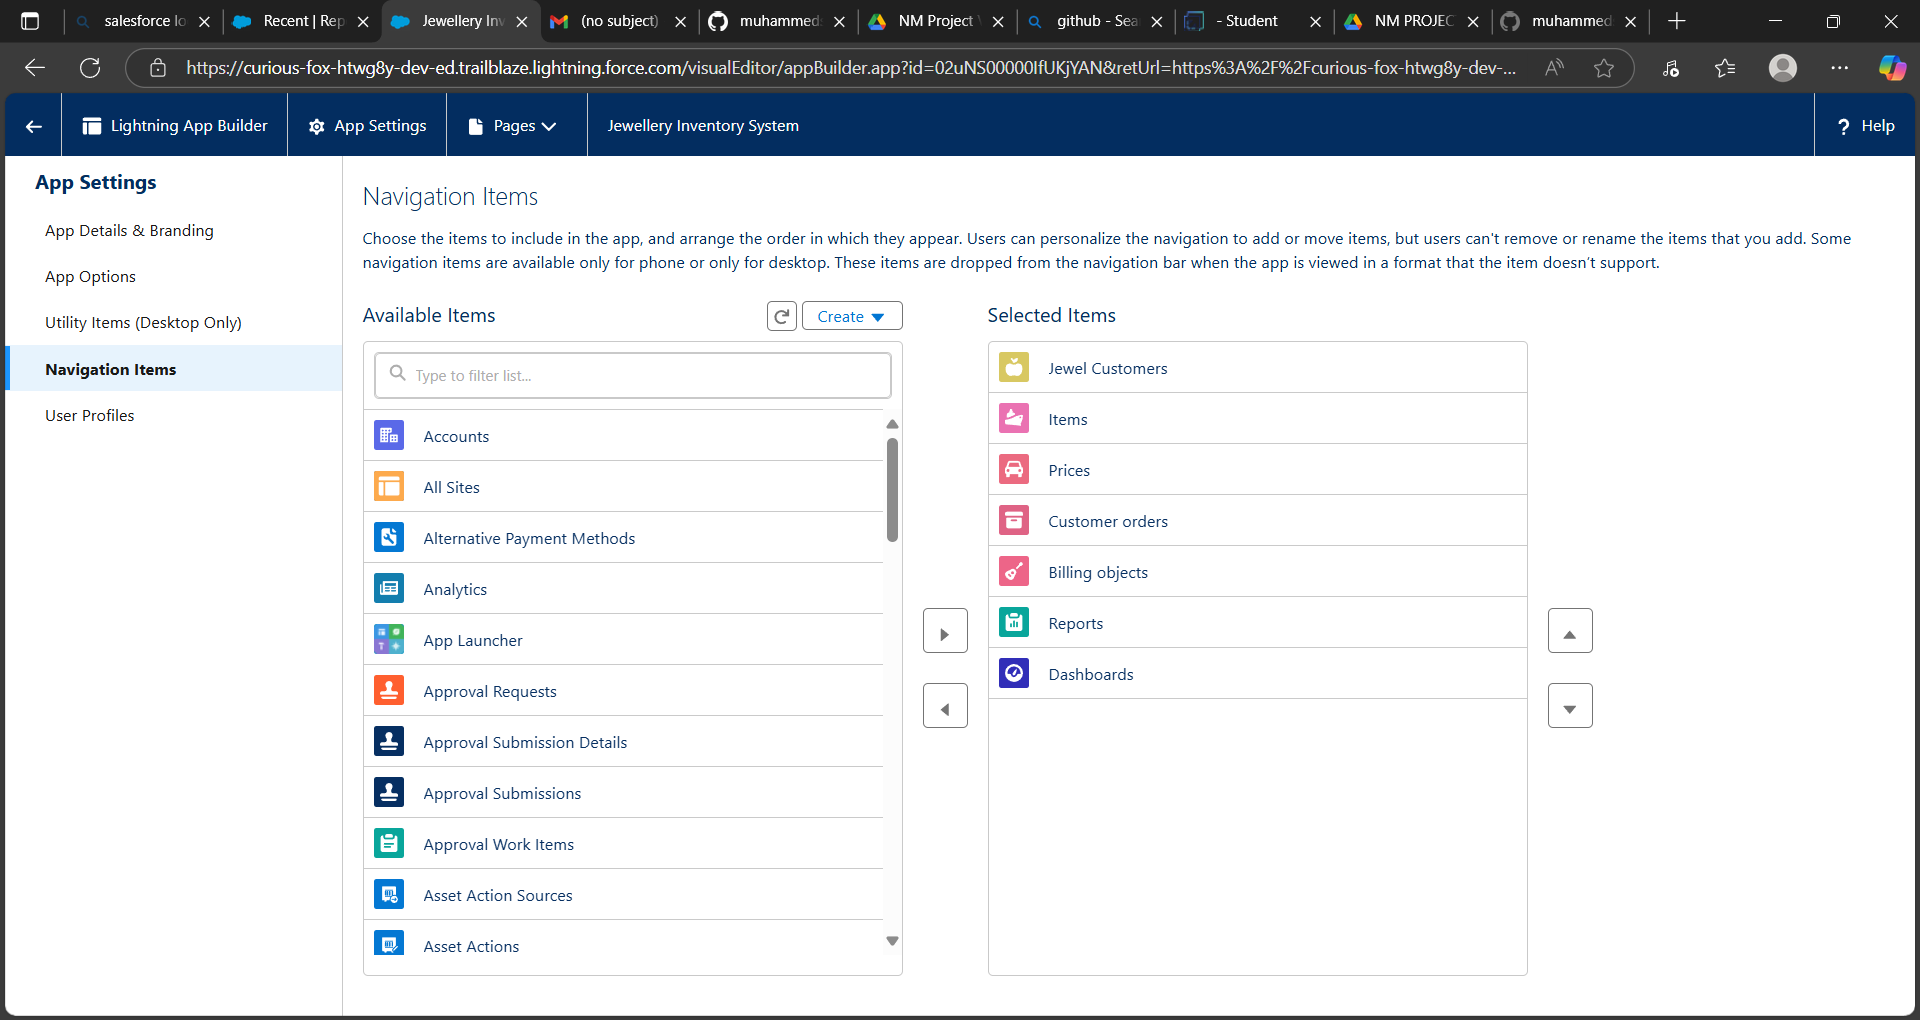 salesforce lo
Recent | Rep
Jewellery Inv
(no subject)
muhammed
NM Project
github - Sea
- Student
NM PROJEC
muhammed
https://curious-fox-htwg8y-dev-ed.trailblaze.lightning.force.com/visualEditor/appBuilder.app?id=02uNS00000IfUKjYAN&retUrl=https%3A%2F%2Fcurious-fox-htwg8y-dev-...
Lightning App Builder
App Settings
Pages
Jewellery Inventory System
? Help
App Settings
App Details & Branding
App Options
Utility Items (Desktop Only)
Navigation Items
User Profiles
Navigation Items
Choose the items to include in the app, and arrange the order in which they appear. Users can personalize the navigation to add or move items, but users can't remove or rename the items that you add. Some
navigation items are available only for phone or only for desktop. These items are dropped from the navigation bar when the app is viewed in a format that the item doesn't support.
Available Items
Create
Type to filter list...
Accounts
All Sites
Alternative Payment Methods
Analytics
App Launcher
Approval Requests
Approval Submission Details
Approval Submissions
Approval Work Items
Asset Action Sources
Asset Actions
Selected Items
Jewel Customers
Items
Prices
Customer orders
Billing objects
Reports
Dashboards